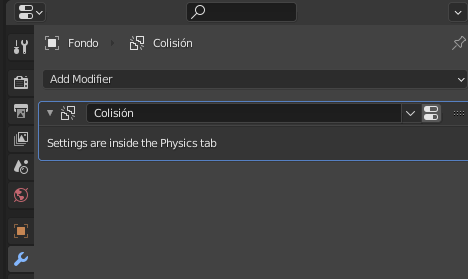 Fondo Colisión
Add Modifier
Colisión
Settings are inside the Physics tab